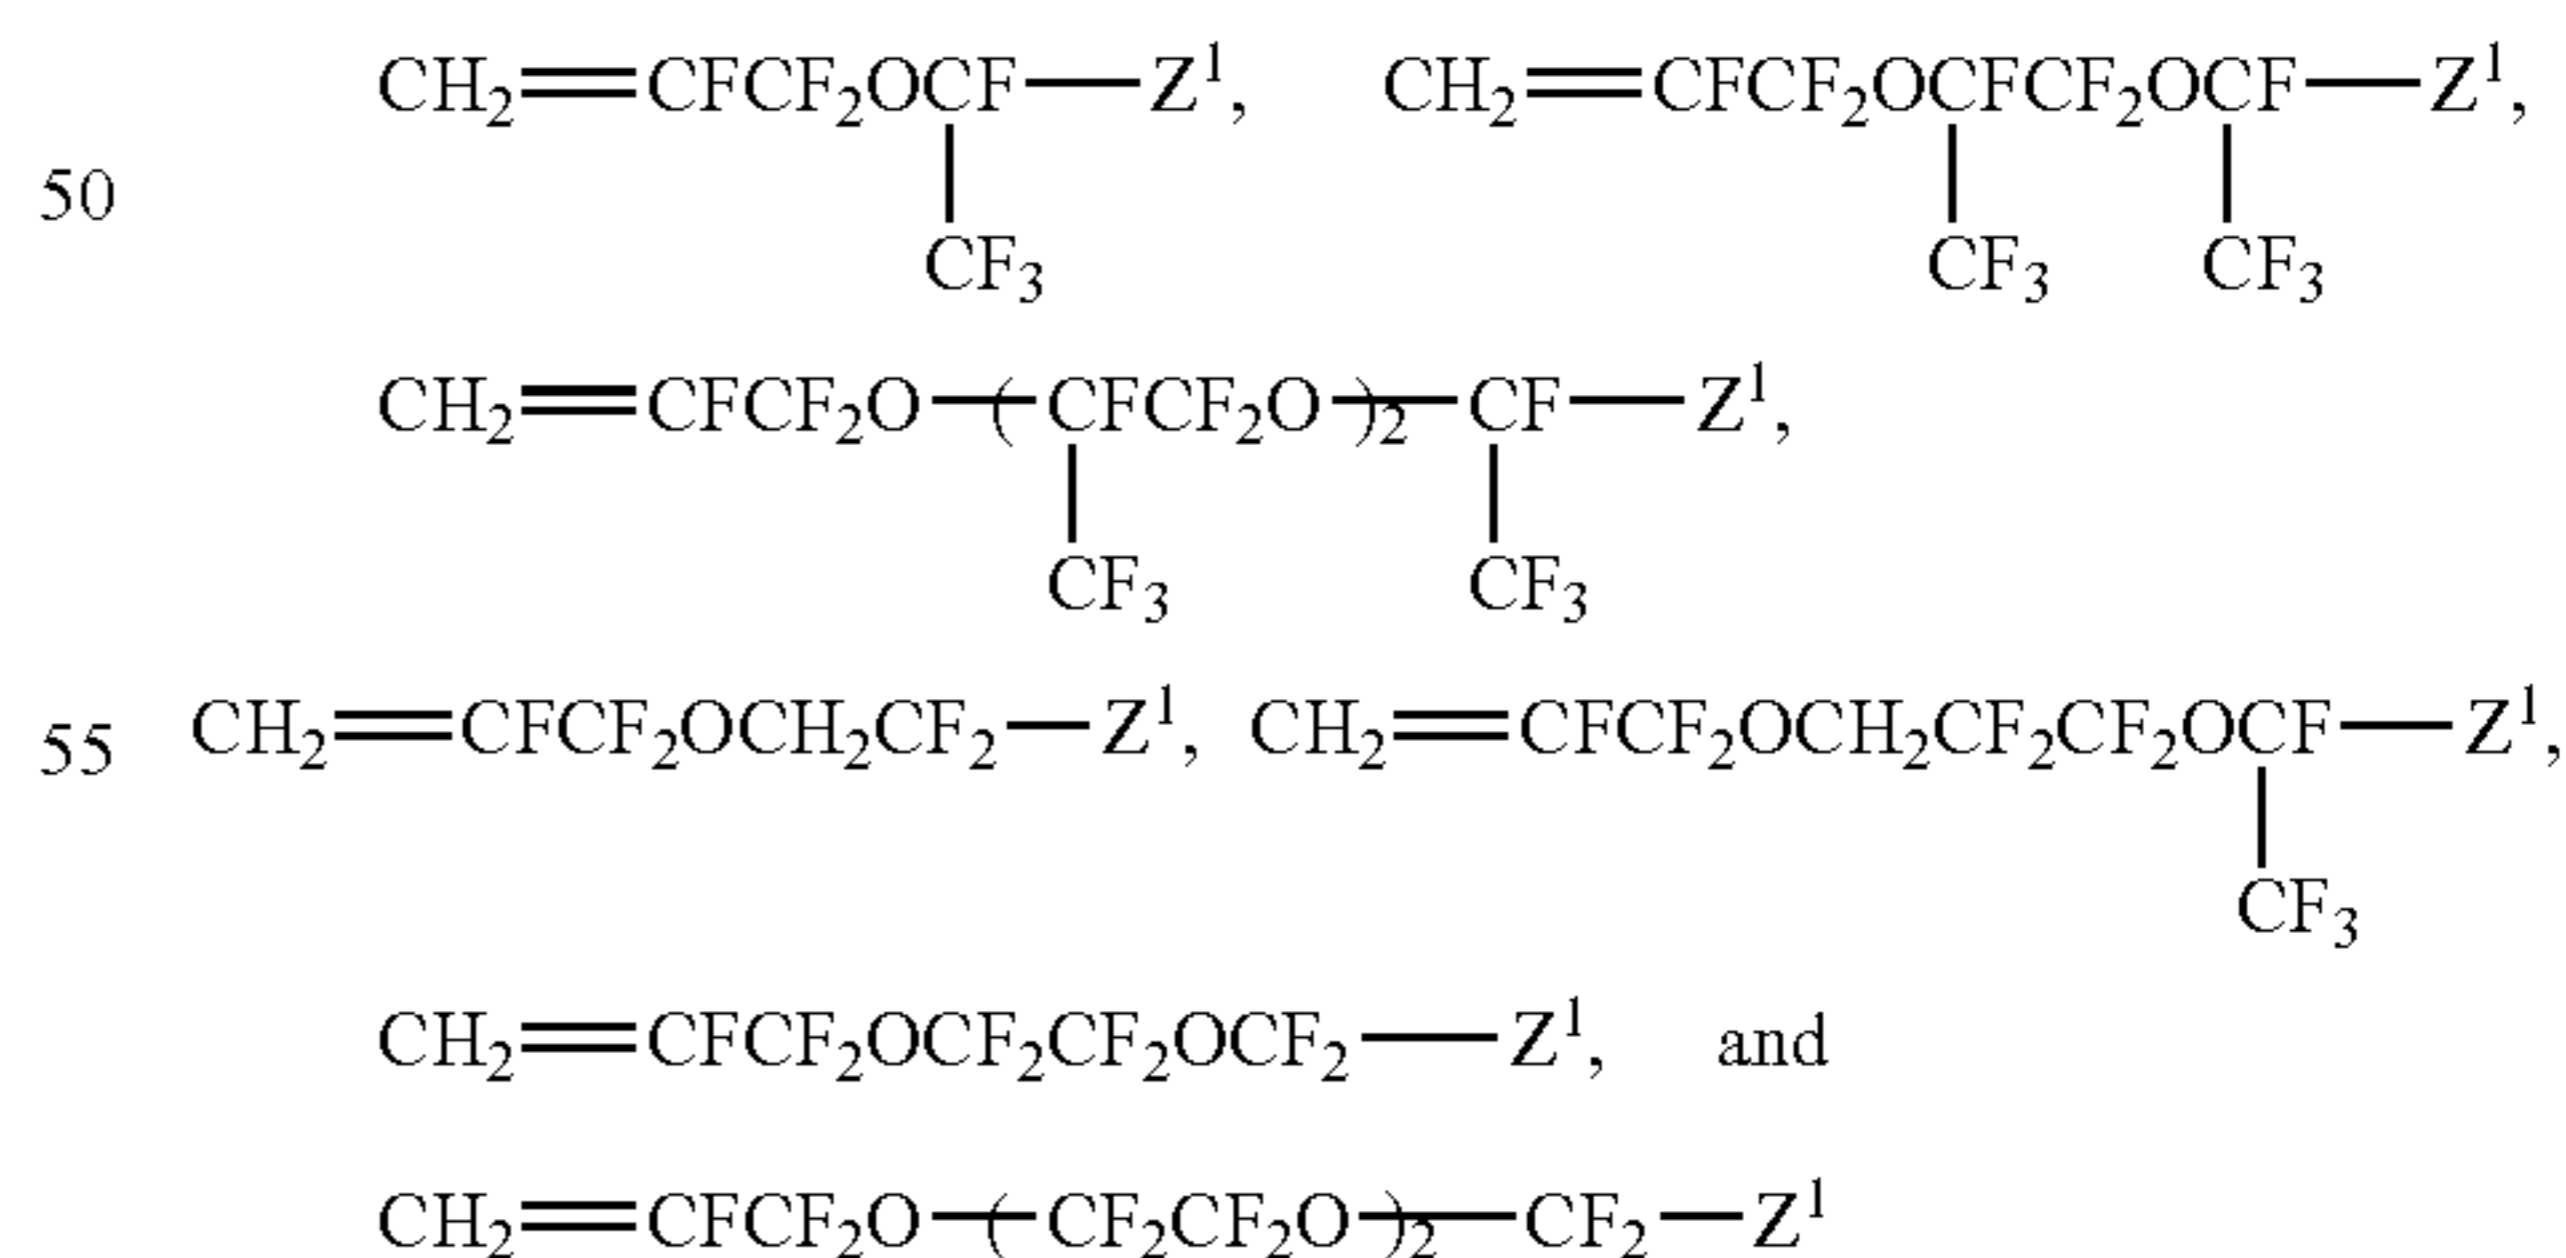 CH₂=CFCF₂OCF—Z¹, CH₂=CFCF₂OCFCF₂OCF—Z¹,
50
CF₃ CF₃ CF₃
CH₂=CFCF₂O—(CFCF₂O)₂—CF—Z¹,
CF₃ CF₃
55 CH₂=CFCF₂OCH₂CF₂—Z¹, CH₂=CFCF₂OCH₂CF₂CF₂OCF—Z¹,
CF₃
CH₂=CFCF₂OCF₂CF₂OCF₂—Z¹, and
CH₂=CFCF₂O—(CF₂CF₂O)₂—CF₂—Z¹